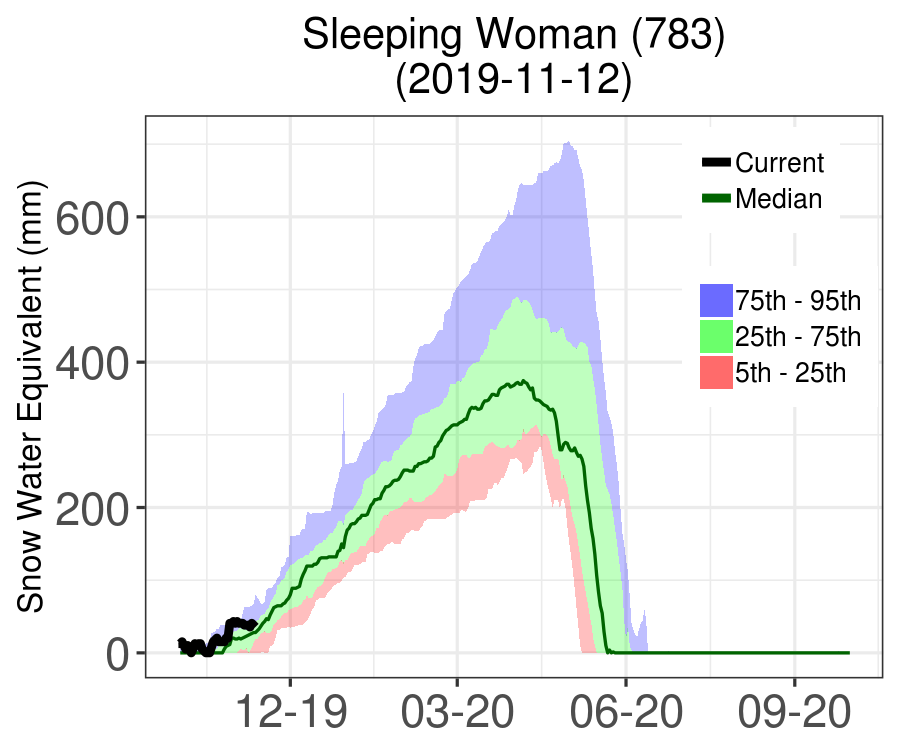 Sleeping Woman (783)
(2019-11-12)
Snow Water Equivalent (mm)
600
400
200
0
12-19
03-20
06-20
09-20
Current
Median
75th - 95th
25th - 75th
5th - 25th